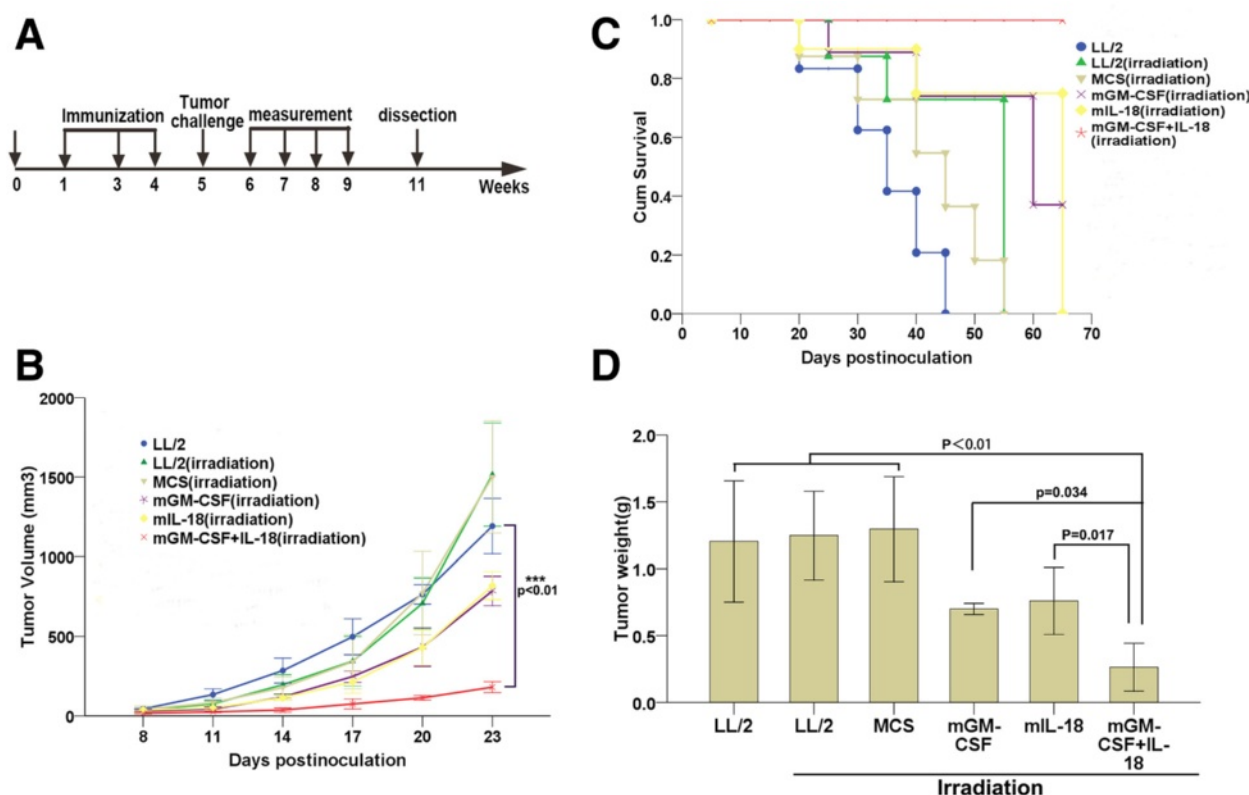 A
Immunization
Tumor
challenge
measurement
dissection
0 1 3 4 5 6 7 8 9 11 Weeks
B
2000
1500
1000
500
0
Tumor Volume (mm3)
LL/2
LL/2(irradiation)
MCS(irradiation)
mGM-CSF(irradiation)
mIL-18(irradiation)
mGM-CSF+IL-18(irradiation)
***
p<0.01
8 11 14 17 20 23
Days postinoculation
C
1.0
0.8
0.6
0.4
0.2
0.0
Cum Survival
LL/2
LL/2(irradiation)
MCS(irradiation)
mGM-CSF(irradiation)
mIL-18(irradiation)
mGM-CSF+IL-18
(irradiation)
0 10 20 30 40 50 60 70
Days postinoculation
D
2.0
1.5
1.0
0.5
0.0
Tumor weight(g)
P<0.01
p=0.034
P=0.017
LL/2 LL/2 MCS mGM- mIL-18 mGM-
CSF CSF+IL-
18
Irradiation